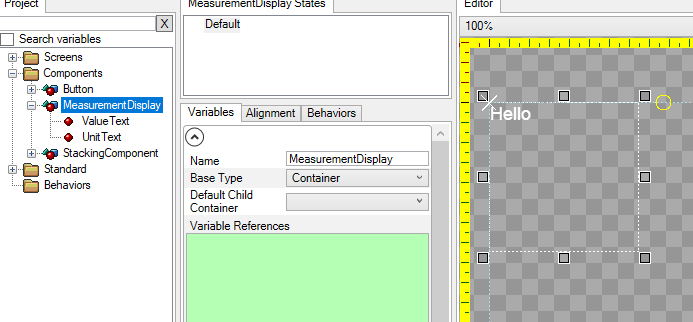 Project
MeasurementDisplay States
Editor
X
Default
100%
Search variables
Screens
Components
Button
MeasurementDisplay
ValueText
UnitText
StackingComponent
Standard
Behaviors
Variables
Alignment
Behaviors
Name
MeasurementDisplay
Base Type
Container
Default Child
Container
Variable References
Hello